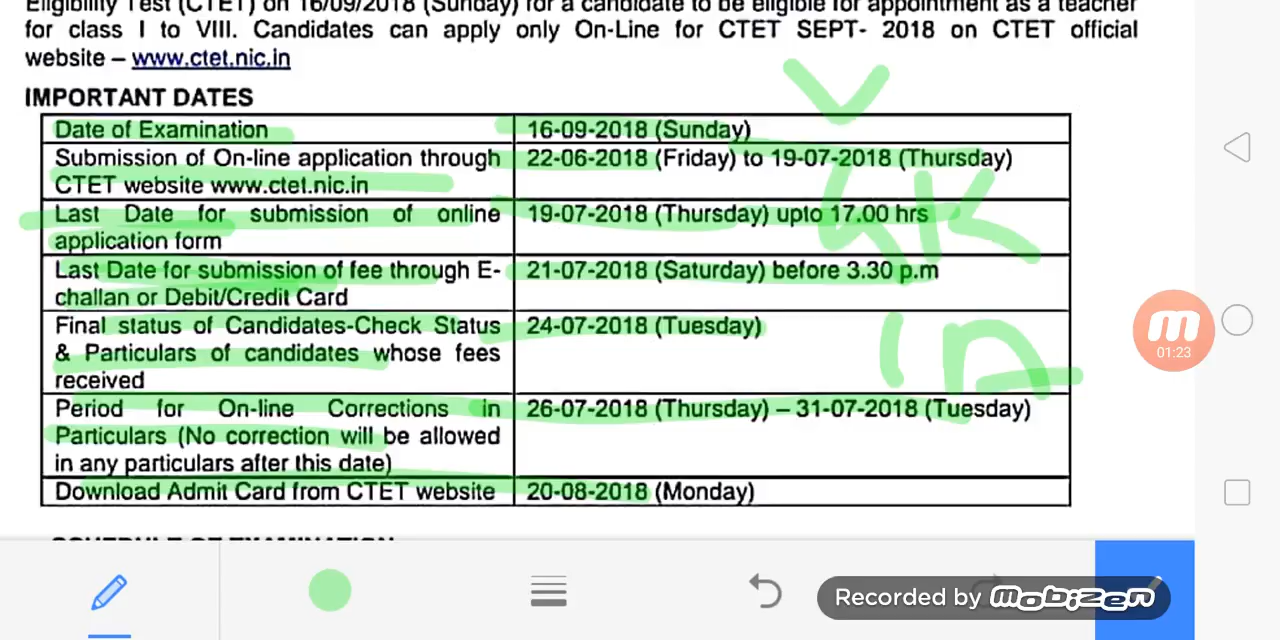 Eligibility Test (CTET) on 16/09/2018 (Sunday) for a candidate to be eligible for appointment as a teacher
for class I to VIII. Candidates can apply only On-Line for CTET SEPT- 2018 on CTET official
website – www.ctet.nic.in
IMPORTANT DATES
Date of Examination 16-09-2018 (Sunday)
Submission of On-line application through 22-06-2018 (Friday) to 19-07-2018 (Thursday)
CTET website www.ctet.nic.in
Last Date for submission of online 19-07-2018 (Thursday) upto 17.00 hrs
application form
Last Date for submission of fee through E- 21-07-2018 (Saturday) before 3.30 p.m
challan or Debit/Credit Card
Final status of Candidates-Check Status 24-07-2018 (Tuesday)
& Particulars of candidates whose fees
received
Period for On-line Corrections in 26-07-2018 (Thursday) – 31-07-2018 (Tuesday)
Particulars (No correction will be allowed
in any particulars after this date)
Download Admit Card from CTET website 20-08-2018 (Monday)
SCHEDULE OF EXAMINATION
01:23
Recorded by mobizen